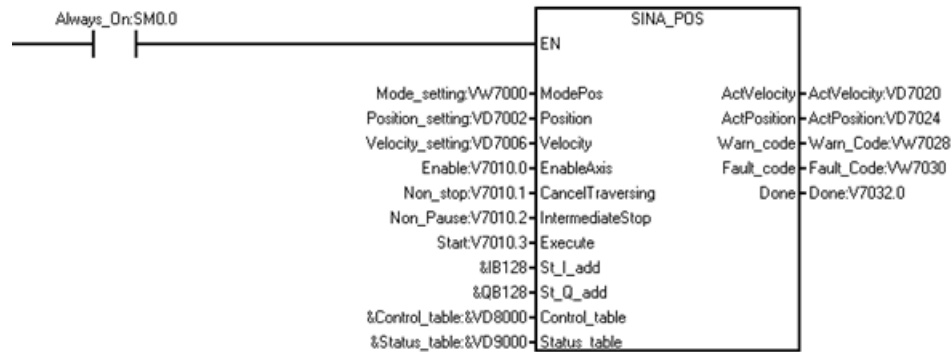 Always_On:SM0.0
SINA_POS
EN
Mode_setting:VW7000 ModePos ActVelocity ActVelocity:VD7020
Position_setting:VD7002 Position ActPosition ActPosition:VD7024
Velocity_setting:VD7006 Velocity Warn_code Warn_Code:VW7028
Enable:V7010.0 EnableAxis Fault_code Fault_Code:VW7030
Non_stop:V7010.1 CancelTraversing Done Done:V7032.0
Non_Pause:V7010.2 IntermediateStop
Start:V7010.3 Execute
&IB128 St_I_add
&QB128 St_Q_add
&Control_table:&VD8000 Control_table
&Status_table:&VD9000 Status_table